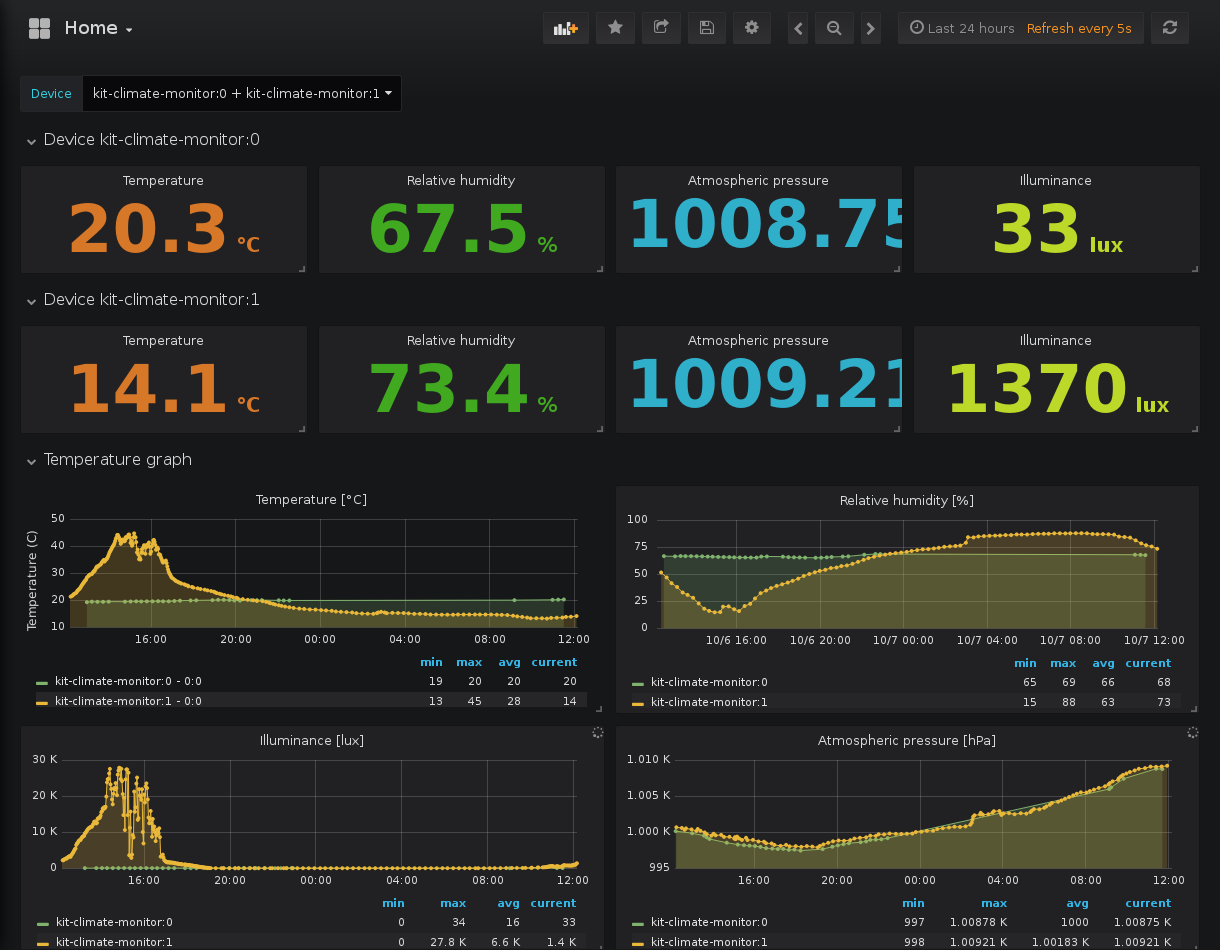 Home
Last 24 hours Refresh every 5s
Device kit-climate-monitor:0 + kit-climate-monitor:1
Device kit-climate-monitor:0
Temperature Relative humidity Atmospheric pressure Illuminance
20.3 °C 67.5 % 1008.75 33 lux
Device kit-climate-monitor:1
Temperature Relative humidity Atmospheric pressure Illuminance
14.1 °C 73.4 % 1009.21 1370 lux
Temperature graph
Temperature [°C]
Temperature (C)
50
40
30
20
10
16:00 20:00 00:00 04:00 08:00 12:00
min max avg current
kit-climate-monitor:0 - 0:0 19 20 20 20
kit-climate-monitor:1 - 0:0 13 45 28 14
Relative humidity [%]
100
75
50
25
0
10/6 16:00 10/6 20:00 10/7 00:00 10/7 04:00 10/7 08:00 10/7 12:00
min max avg current
kit-climate-monitor:0 65 69 66 68
kit-climate-monitor:1 15 88 63 73
Illuminance [lux]
30 K
20 K
10 K
0
16:00 20:00 00:00 04:00 08:00 12:00
min max avg current
kit-climate-monitor:0 0 34 16 33
kit-climate-monitor:1 0 27.8 K 6.6 K 1.4 K
Atmospheric pressure [hPa]
1.010 K
1.005 K
1.000 K
995
16:00 20:00 00:00 04:00 08:00 12:00
min max avg current
kit-climate-monitor:0 997 1.00878 K 1000 1.00875 K
kit-climate-monitor:1 998 1.00921 K 1.00183 K 1.00921 K